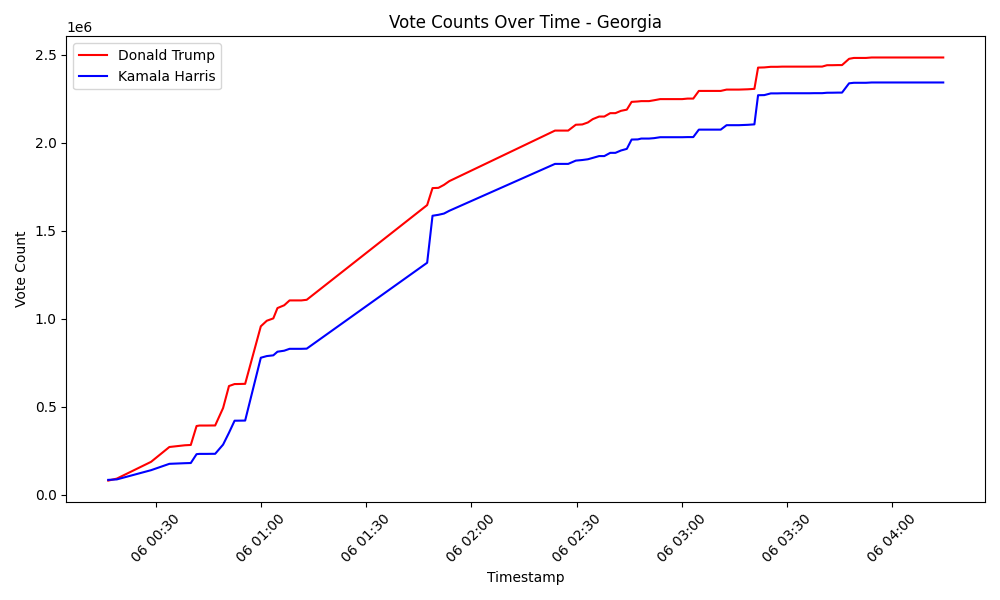 Vote Counts Over Time - Georgia
1e6
Donald Trump
Kamala Harris
2.5
2.0
1.5
1.0
0.5
0.0
Vote Count
06 00:30
06 01:00
06 01:30
06 02:00
06 02:30
06 03:00
06 03:30
06 04:00
Timestamp